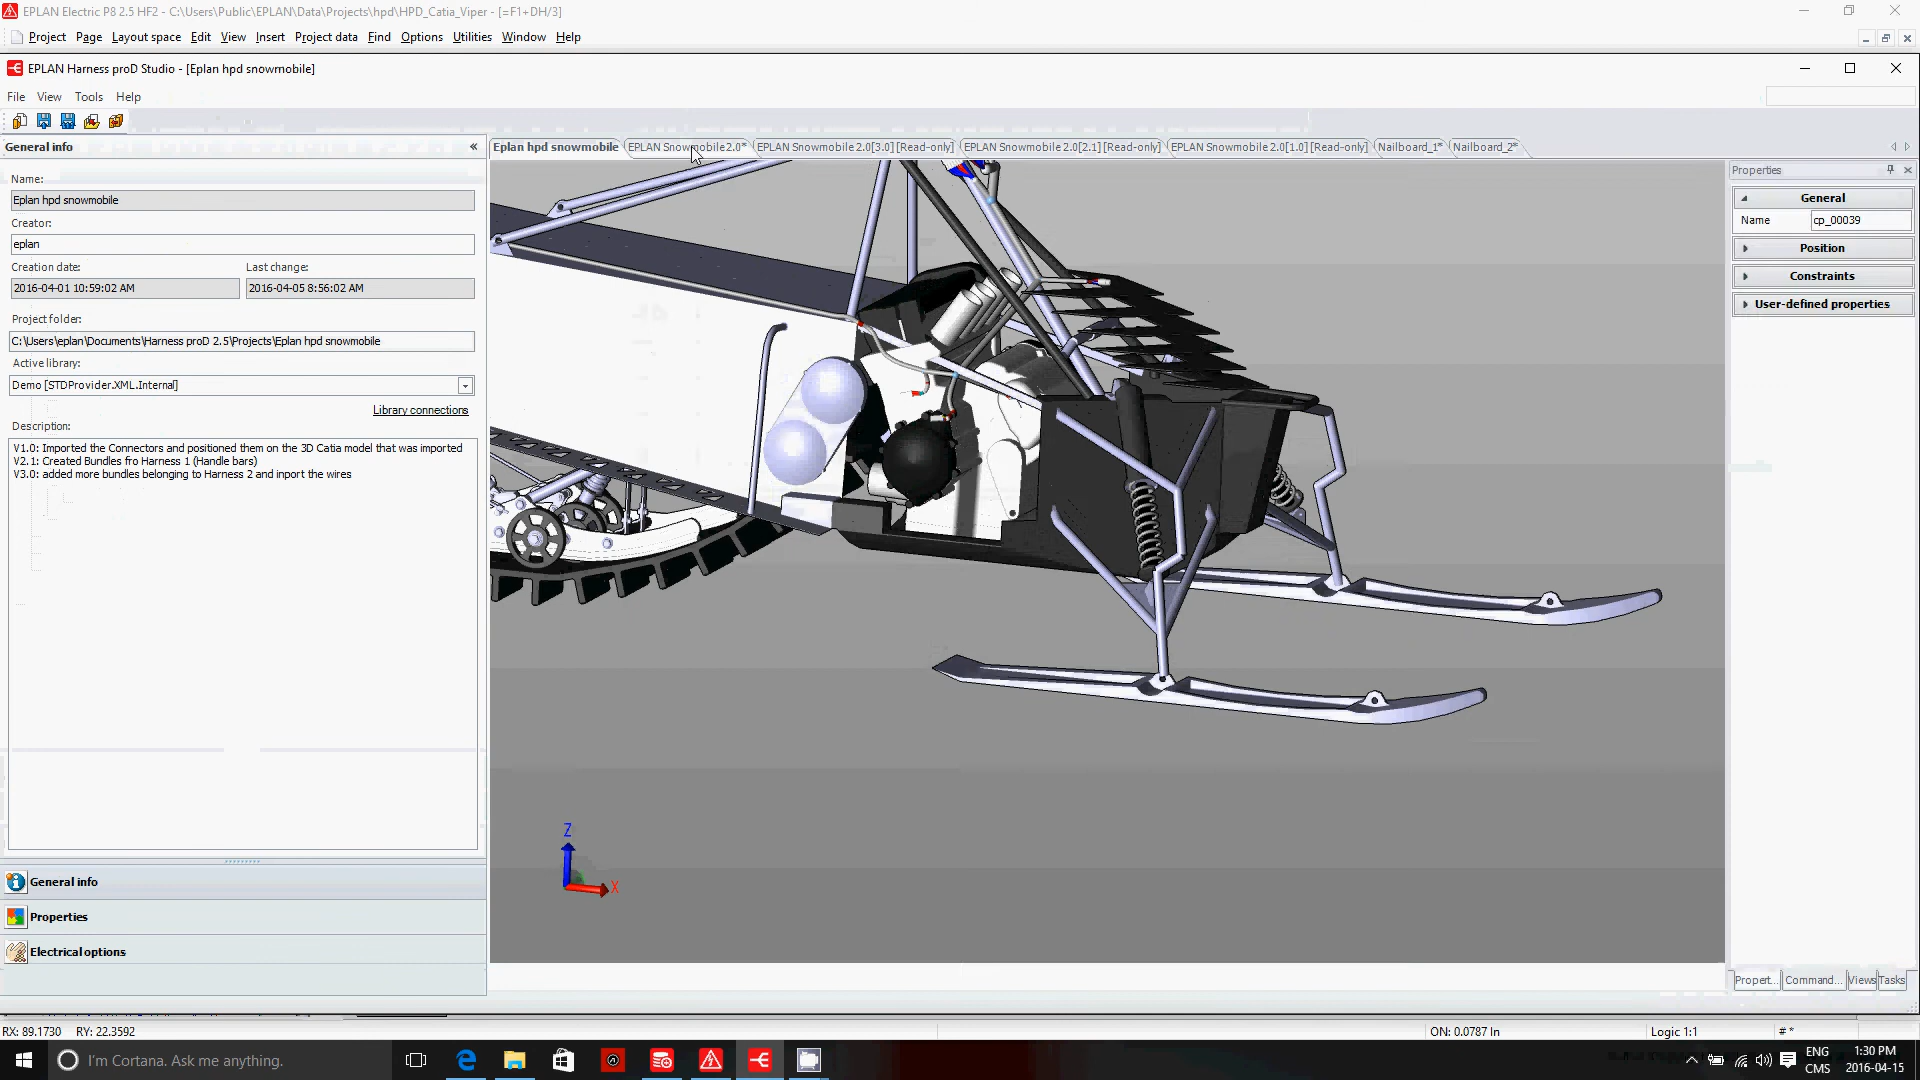 EPLAN Electric P8 2.5 HF2 - C:\Users\Public\EPLAN\Data\Projects\hpd\HPD_Catia_Viper - [=F1+DH/3]
Project Page Layout space Edit View Insert Project data Find Options Utilities Window Help
EPLAN Harness proD Studio - [Eplan hpd snowmobile]
File View Tools Help
General info «
Eplan hpd snowmobile EPLAN Snowmobile2.0* EPLAN Snowmobile 2.0[3.0] [Read-only] EPLAN Snowmobile 2.0[2.1] [Read-only] EPLAN Snowmobile 2.0[1.0] [Read-only] Nailboard_1* Nailboard_2*
Name:
Eplan hpd snowmobile
Creator:
eplan
Creation date: Last change:
2016-04-01 10:59:02 AM 2016-04-05 8:56:02 AM
Project folder:
C:\Users\eplan\Documents\Harness proD 2.5\Projects\Eplan hpd snowmobile
Active library:
Demo [STDProvider.XML.Internal]
Library connections
Description:
V1.0: Imported the Connectors and positioned them on the 3D Catia model that was imported
V2.1: Created Bundles fro Harness 1 (Handle bars)
V3.0: added more bundles belonging to Harness 2 and inport the wires
General info
Properties
Electrical options
Z
X
Properties
General
Name cp_00039
Position
Constraints
User-defined properties
Propert... Command... Views Tasks
RX: 89.1730 RY: 22.3592 ON: 0.0787 In Logic 1:1 # *
I'm Cortana. Ask me anything.
ENG
CMS
1:30 PM
2016-04-15